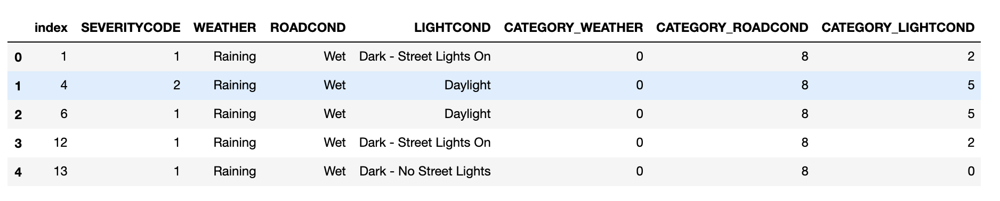 index SEVERITYCODE WEATHER ROADCOND LIGHTCOND CATEGORY_WEATHER CATEGORY_ROADCOND CATEGORY_LIGHTCOND
0 1 1 Raining Wet Dark - Street Lights On 0 8 2
1 4 2 Raining Wet Daylight 0 8 5
2 6 1 Raining Wet Daylight 0 8 5
3 12 1 Raining Wet Dark - Street Lights On 0 8 2
4 13 1 Raining Wet Dark - No Street Lights 0 8 0